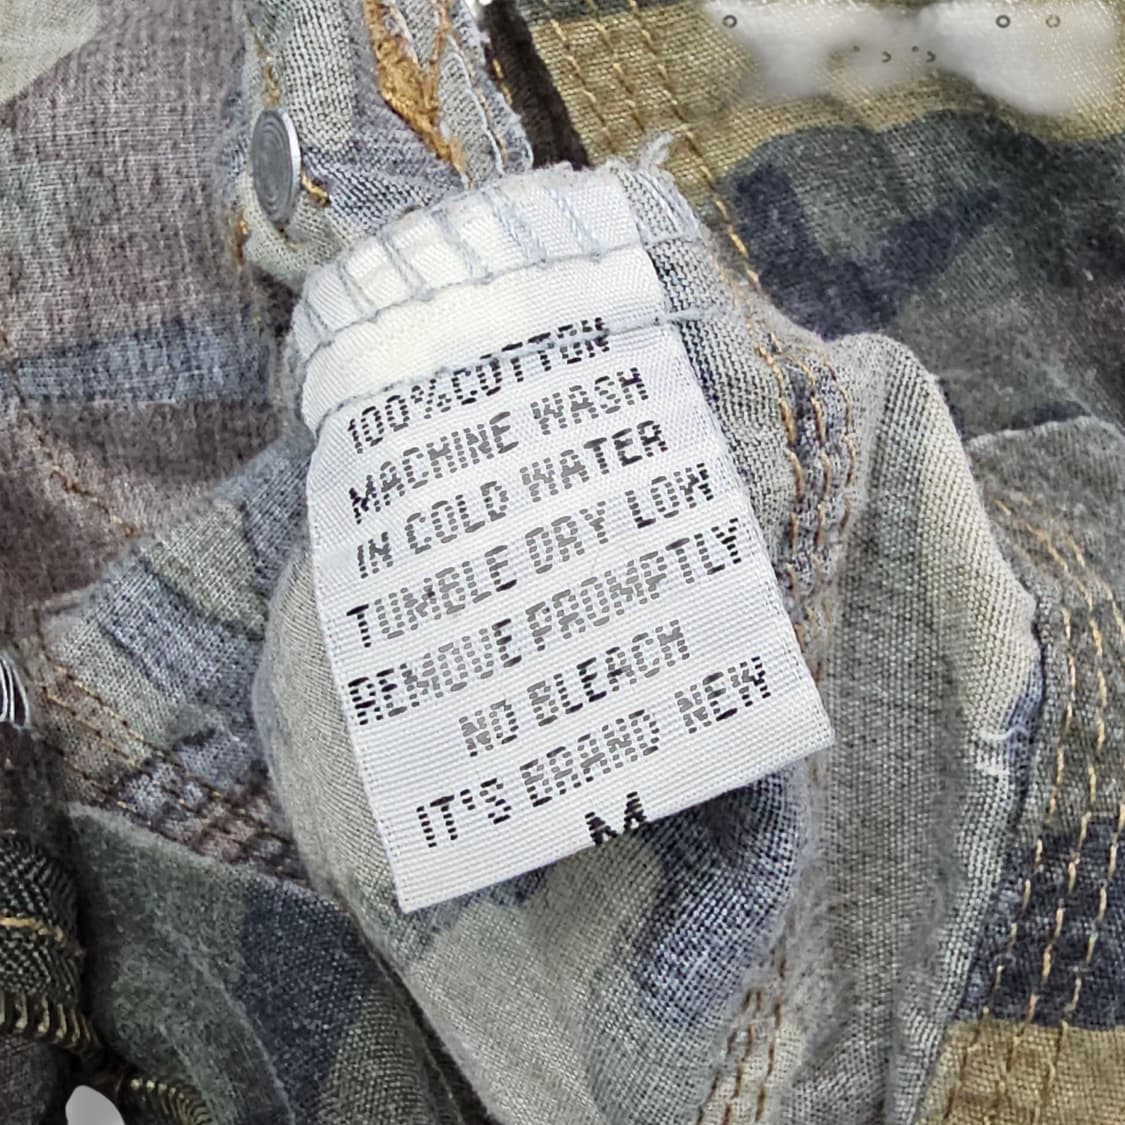 100%COTTON
MACHINE WASH
IN COLD WATER
TUMBLE DRY LOW
REMOVE PROMPTLY
NO BLEACH
IT'S BRAND NEW
M